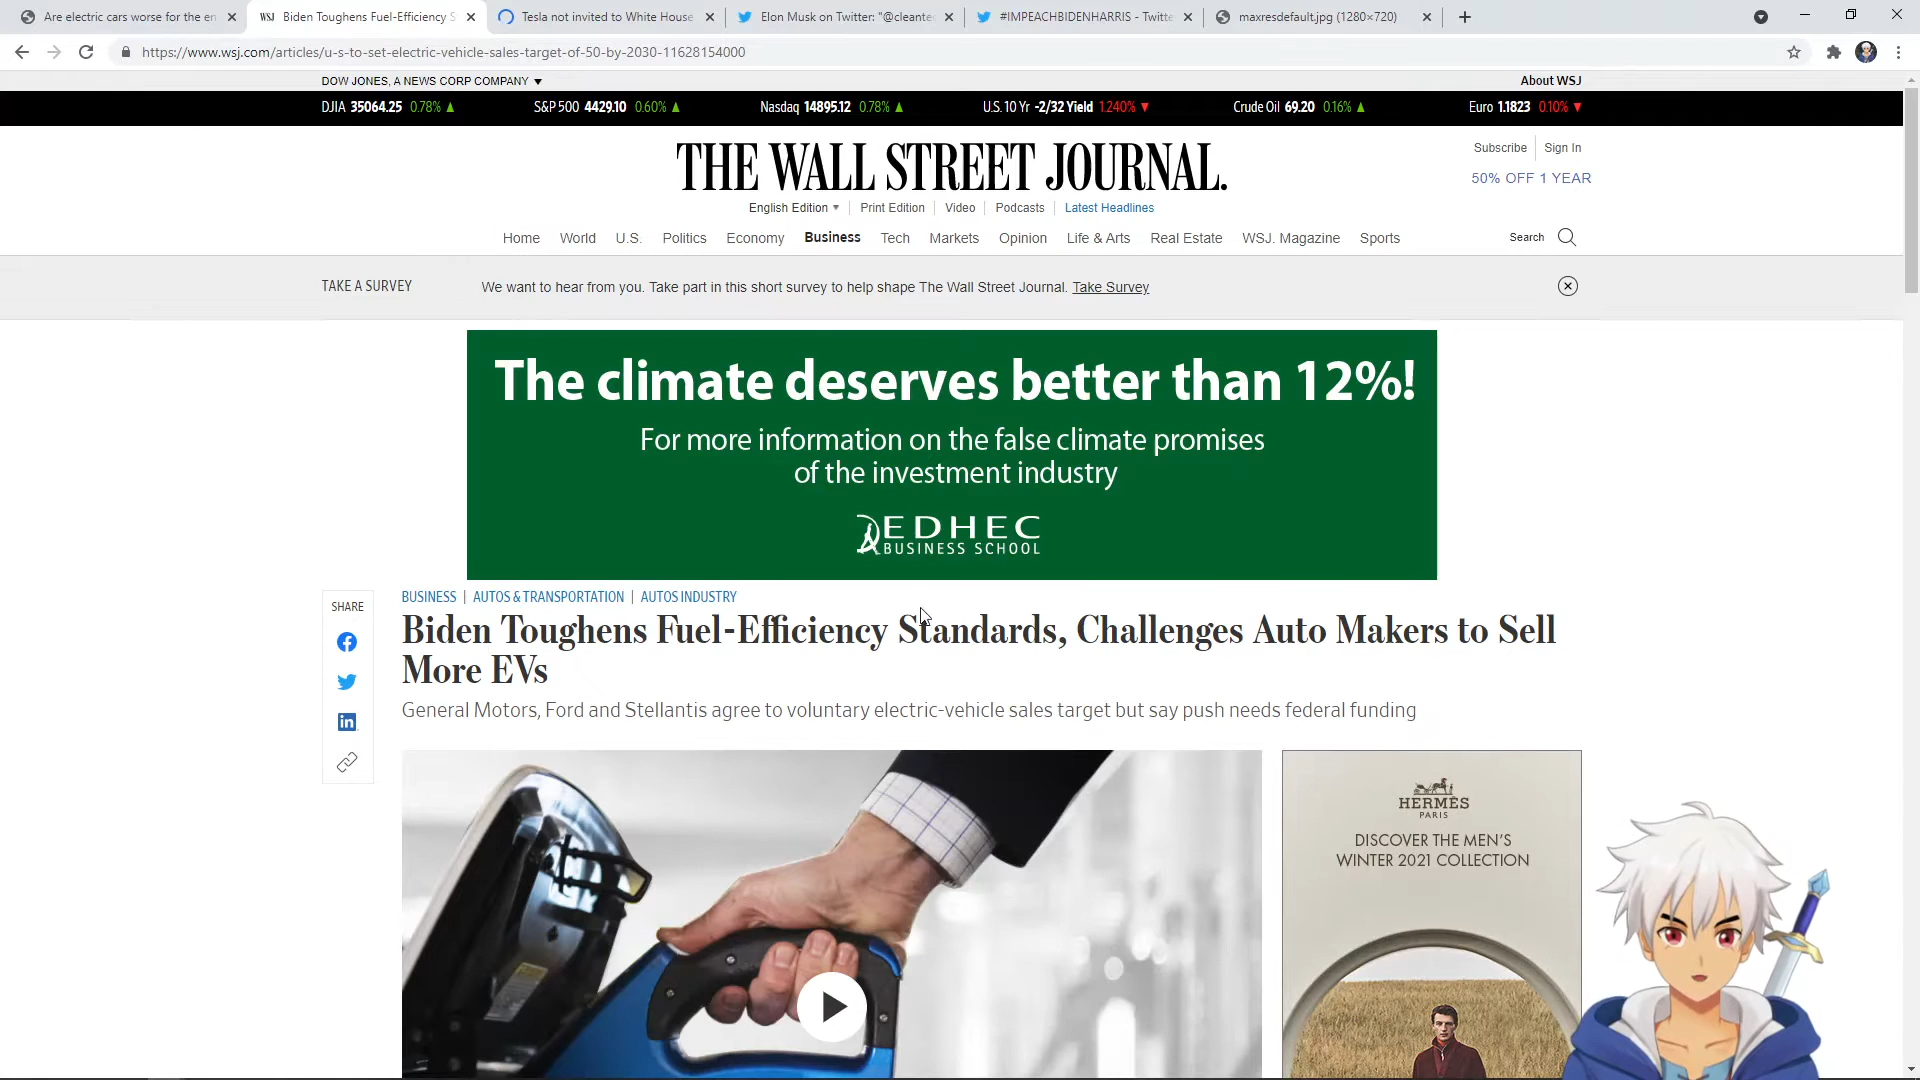 Are electric cars worse for the en
WSJ Biden Toughens Fuel-Efficiency S
Tesla not invited to White House
Elon Musk on Twitter: "@cleante
#IMPEACHBIDENHARRIS - Twitte
maxresdefault.jpg (1280×720)
https://www.wsj.com/articles/u-s-to-set-electric-vehicle-sales-target-of-50-by-2030-11628154000
DOW JONES, A NEWS CORP COMPANY ▼
About WSJ
DJIA 35064.25 0.78% ▲
S&P 500 4429.10 0.60% ▲
Nasdaq 14895.12 0.78% ▲
U.S. 10 Yr -2/32 Yield 1.240% ▼
Crude Oil 69.20 0.16% ▲
Euro 1.1823 0.10% ▼
THE WALL STREET JOURNAL.
Subscribe
Sign In
50% OFF 1 YEAR
English Edition ▼
Print Edition
Video
Podcasts
Latest Headlines
Home
World
U.S.
Politics
Economy
Business
Tech
Markets
Opinion
Life & Arts
Real Estate
WSJ. Magazine
Sports
Search
TAKE A SURVEY
We want to hear from you. Take part in this short survey to help shape The Wall Street Journal. Take Survey
The climate deserves better than 12%!
For more information on the false climate promises
of the investment industry
EDHEC
BUSINESS SCHOOL
SHARE
BUSINESS | AUTOS & TRANSPORTATION | AUTOS INDUSTRY
Biden Toughens Fuel-Efficiency Standards, Challenges Auto Makers to Sell
More EVs
General Motors, Ford and Stellantis agree to voluntary electric-vehicle sales target but say push needs federal funding
HERMÈS
PARIS
DISCOVER THE MEN'S
WINTER 2021 COLLECTION